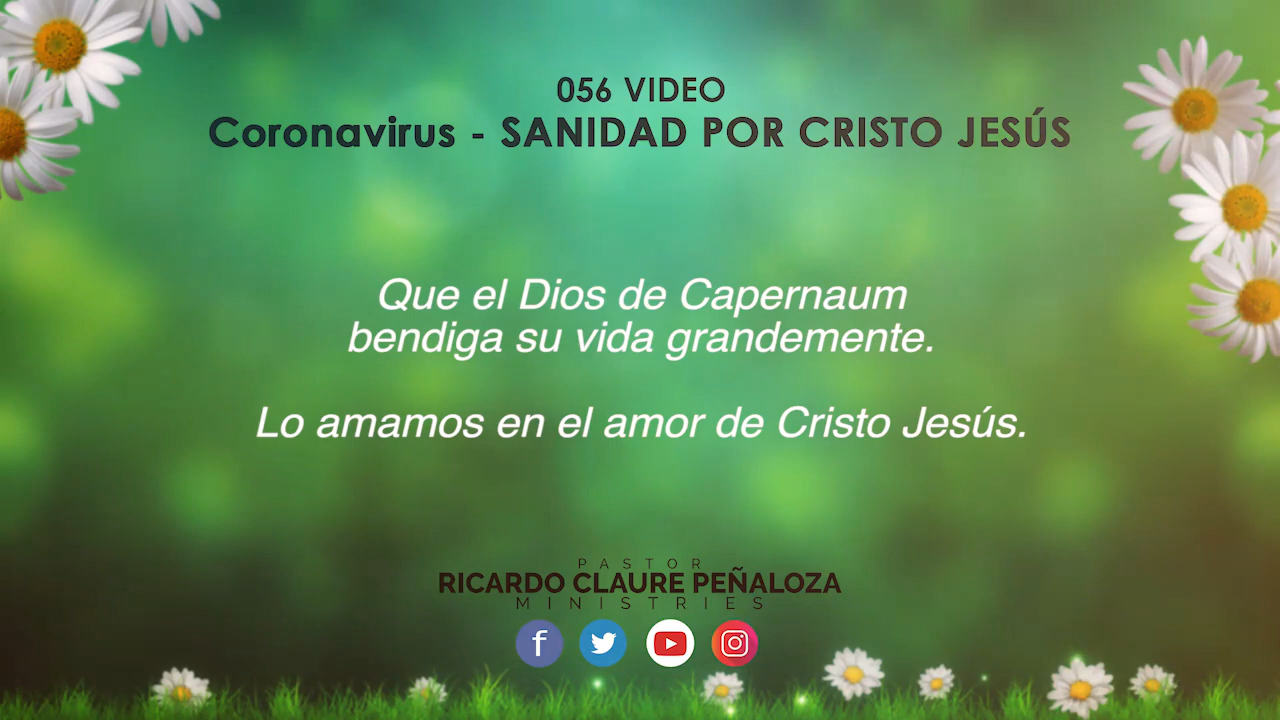 056 VIDEO
Coronavirus - SANIDAD POR CRISTO JESÚS
Que el Dios de Capernaum
bendiga su vida grandemente.
Lo amamos en el amor de Cristo Jesús.
PASTOR
RICARDO CLAURE PEÑALOZA
MINISTRIES